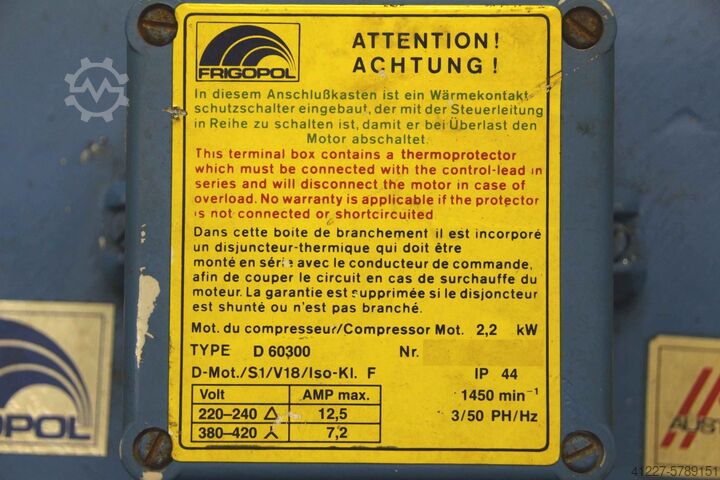 FRIGOPOL
ATTENTION!
ACHTUNG!
In diesem Anschlußkasten ist ein Wärmekontakt
schutzschalter eingebaut, der mit der Steuerleitung
in Reihe zu schalten ist, damit er bei Überlast den
Motor abschaltet.
This terminal box contains a thermoprotector
which must be connected with the control-lead in
series and will disconnect the motor in case of
overload. No warranty is applicable if the protector
is not connected or shortcircuited.
Dans cette boite de branchement il est incorporé
un disjuncteur-thermique qui doit être
monté en série avec le conducteur de commande,
afin de couper le circuit en cas de surchauffe du
moteur. La garantie est supprimée si le disjoncteur
est shunté ou n'est pas branché.
Mot. du compresseur/Compressor Mot. 2,2 kW
TYPE D 60300 Nr.
D-Mot./S1/V18/Iso-Kl. F IP 44
Volt AMP max. 1450 min⁻¹
220–240 △ 12,5 3/50 PH/Hz
380–420 ⅄ 7,2
GOPOL
AUST
41227-5789151